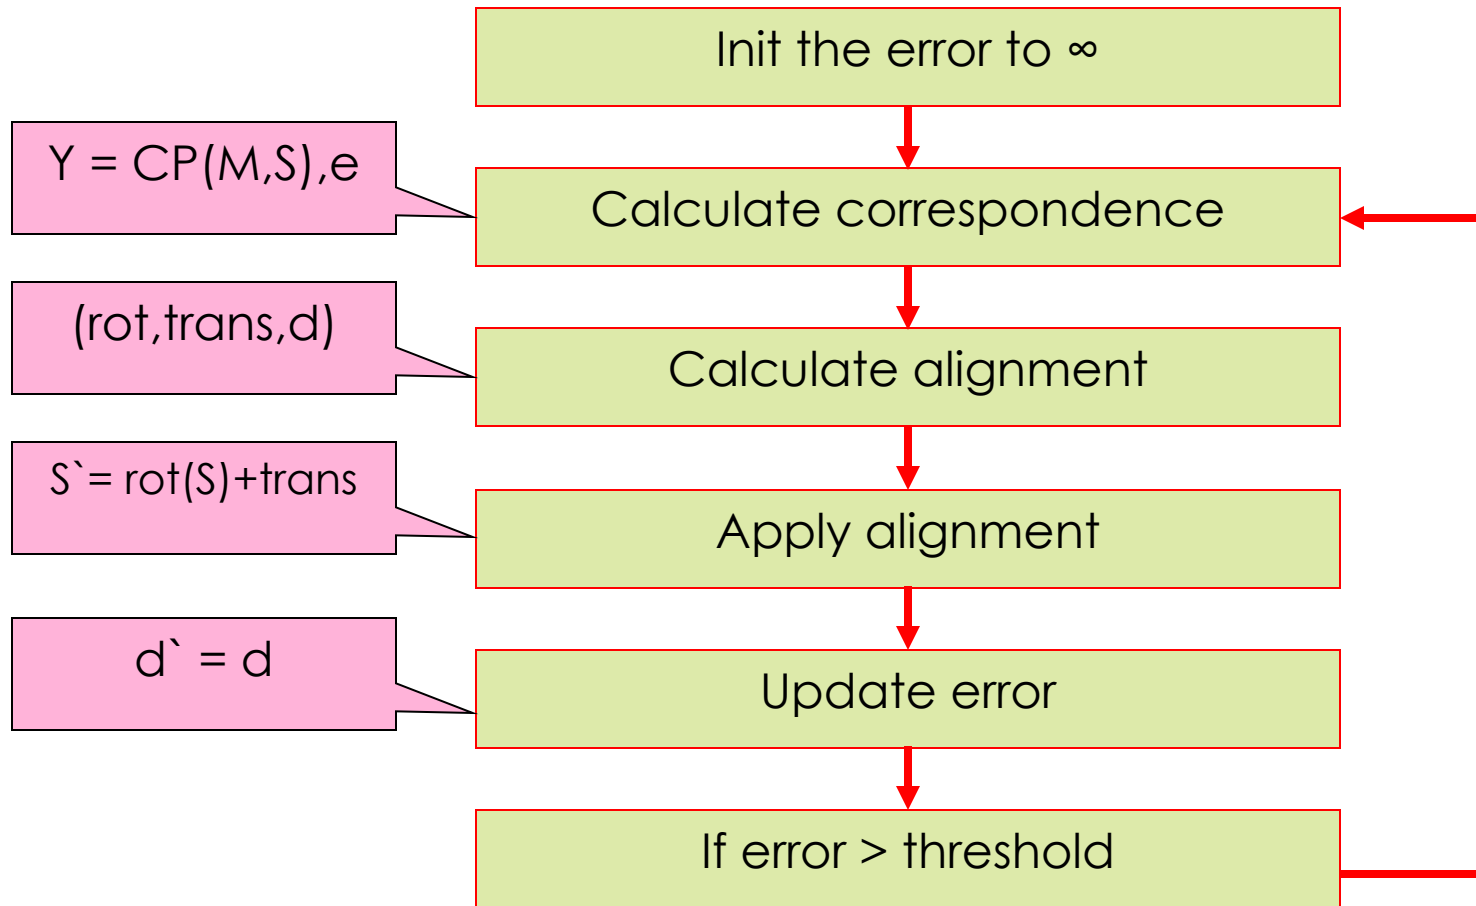 Init the error to ∞
Y = CP(M,S),e
Calculate correspondence
(rot,trans,d)
Calculate alignment
S`= rot(S)+trans
Apply alignment
d` = d
Update error
If error > threshold